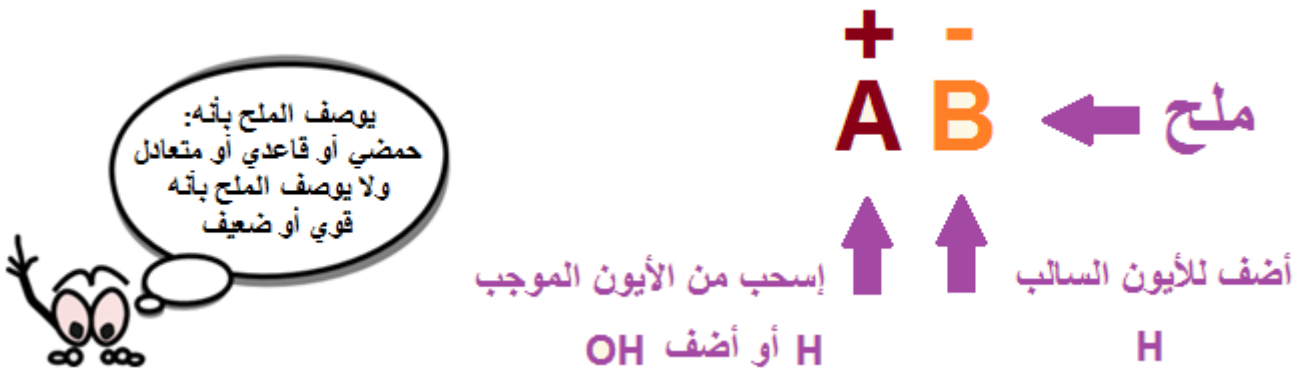 + -
A B
ملح
يوصف الملح بأنه:
حمضي أو قاعدي أو متعادل
ولا يوصف الملح بأنه
قوي أو ضعيف
أضف للأيون السالب
H
إسحب من الأيون الموجب
H أو أضف OH